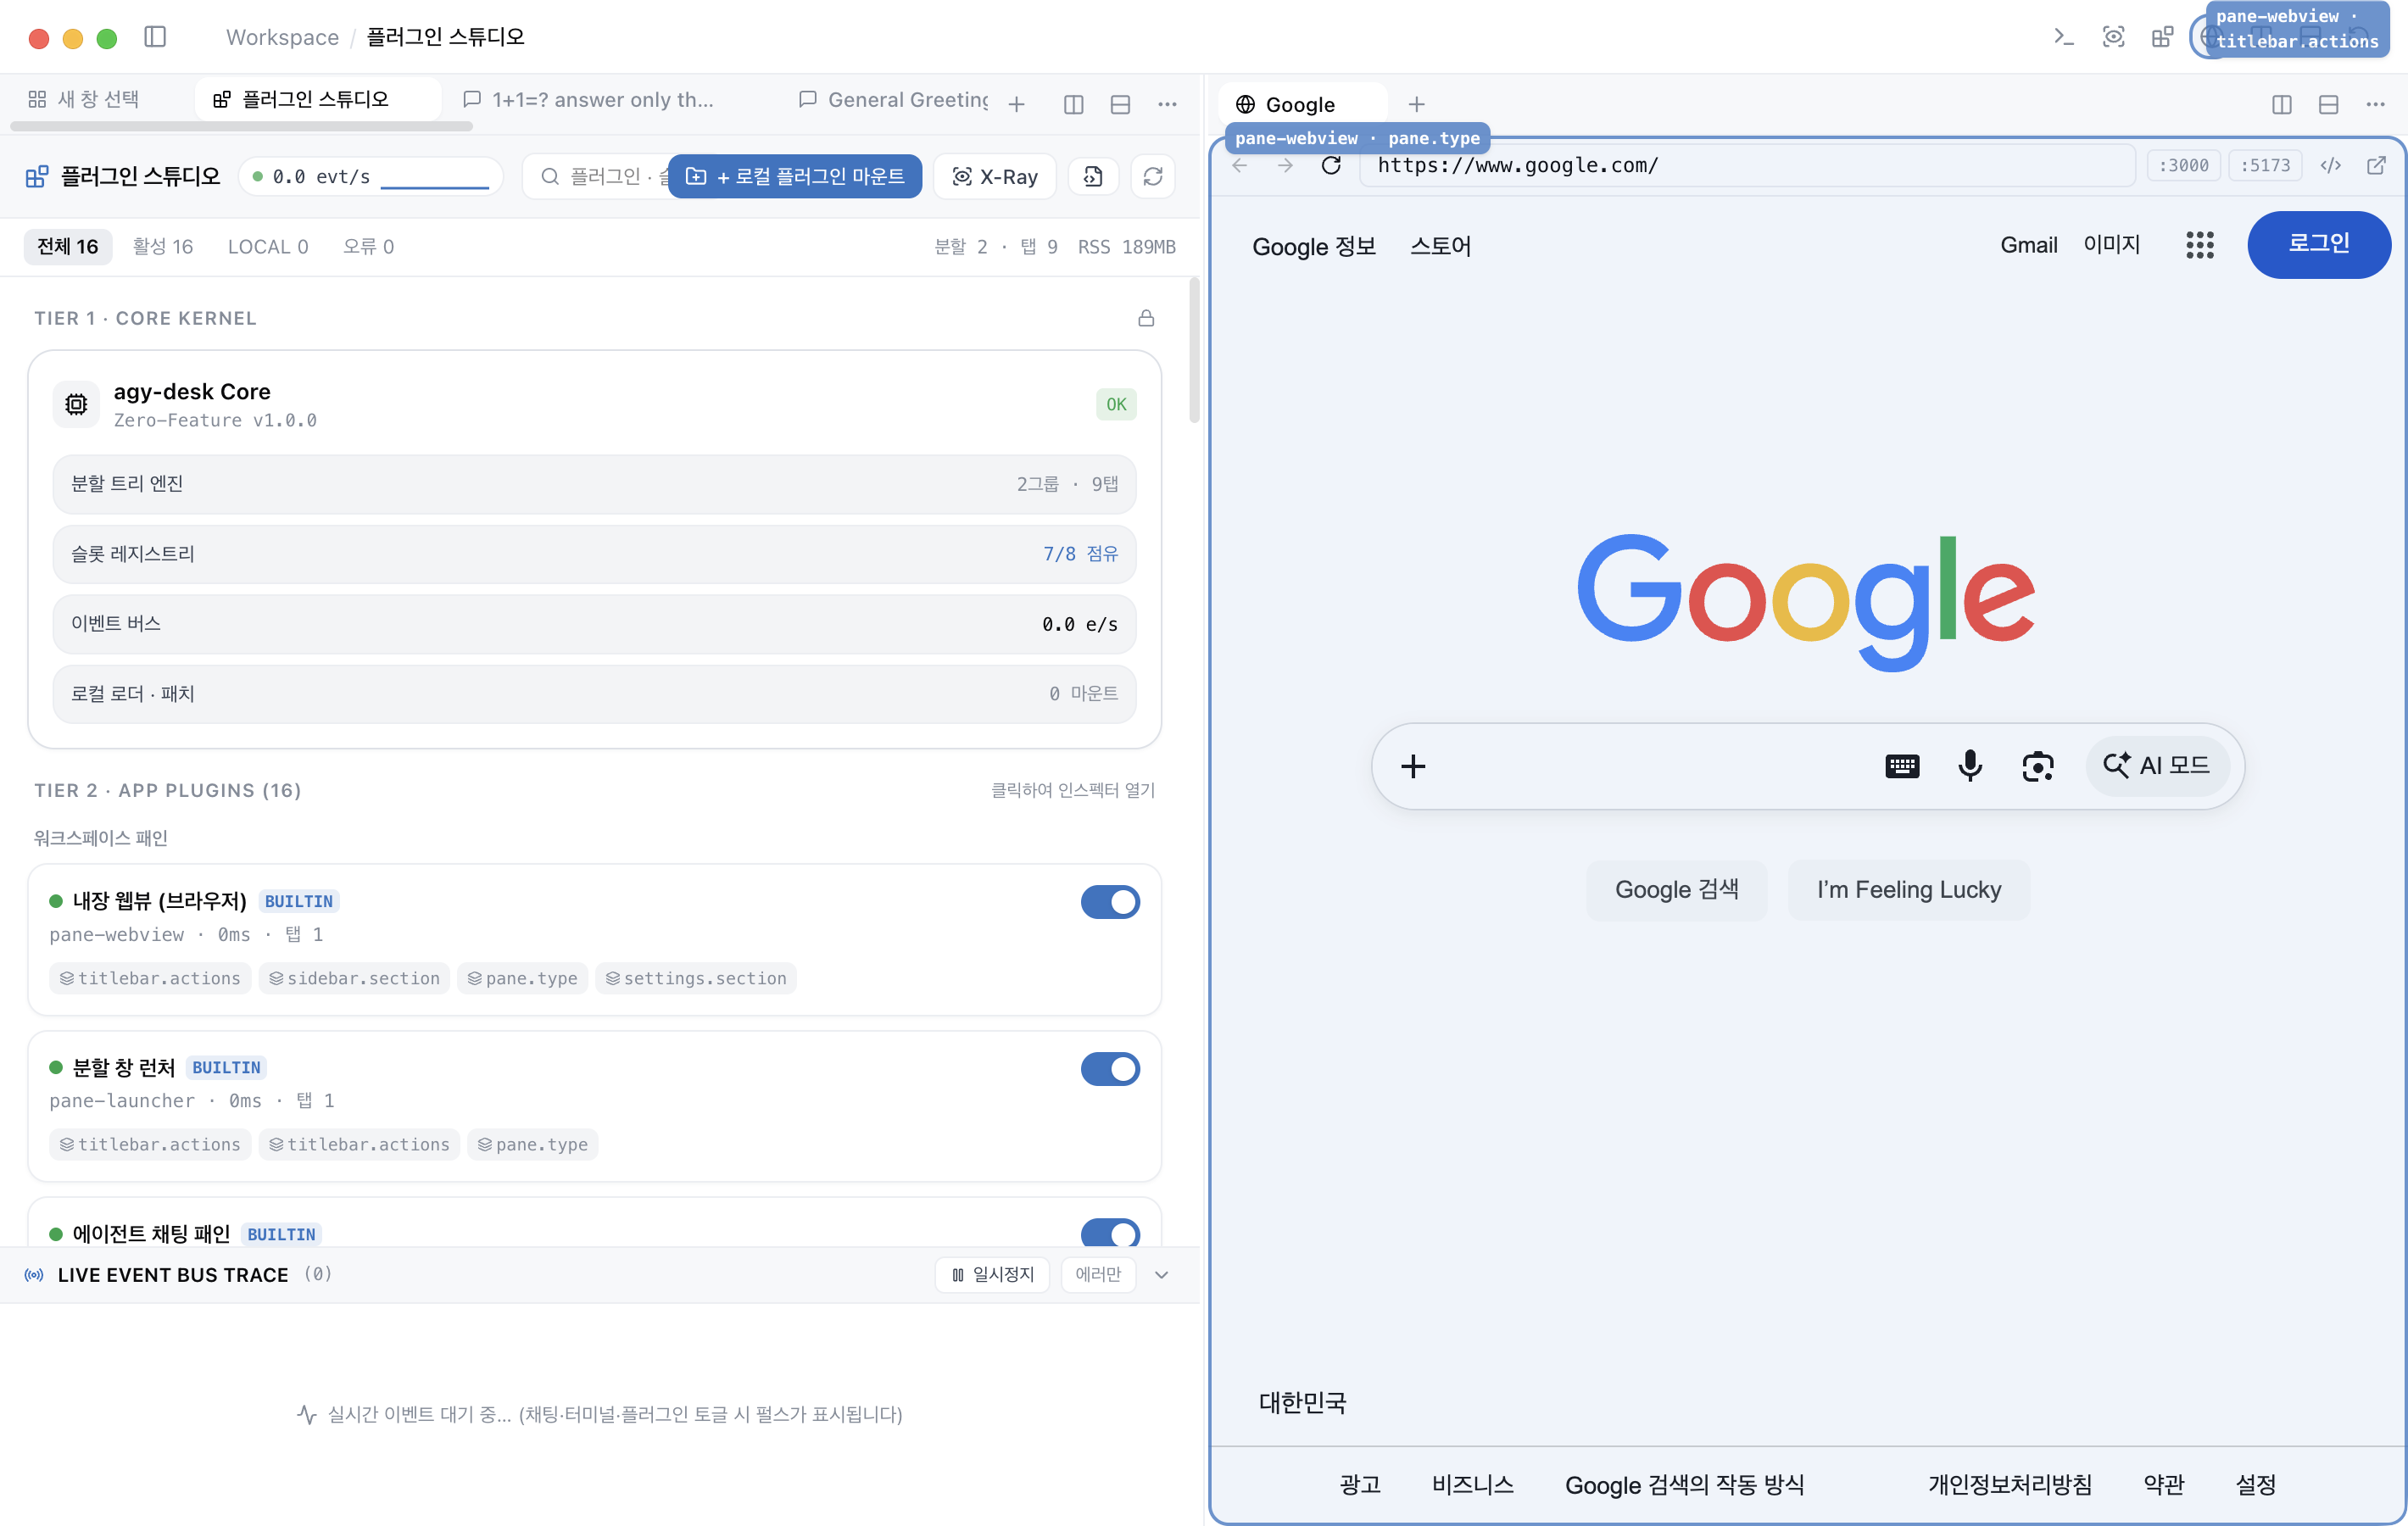 Workspace / 플러그인 스튜디오
pane-webview ·
titlebar.actions
새 창 선택
플러그인 스튜디오
1+1=? answer only th...
General Greeting
Google
pane-webview · pane.type
플러그인 스튜디오
0.0 evt/s
플러그인 ·
+ 로컬 플러그인 마운트
X-Ray
https://www.google.com/
:3000
:5173
전체 16
활성 16
LOCAL 0
오류 0
분할 2 · 탭 9 RSS 189MB
Google 정보
스토어
Gmail
이미지
로그인
TIER 1 · CORE KERNEL
agy-desk Core
Zero-Feature v1.0.0
OK
분할 트리 엔진
2그룹 · 9탭
슬롯 레지스트리
7/8 점유
이벤트 버스
0.0 e/s
로컬 로더 · 패치
0 마운트
Google
AI 모드
Google 검색
I'm Feeling Lucky
TIER 2 · APP PLUGINS (16)
클릭하여 인스펙터 열기
워크스페이스 패인
내장 웹뷰 (브라우저) BUILTIN
pane-webview · 0ms · 탭 1
titlebar.actions
sidebar.section
pane.type
settings.section
분할 창 런처 BUILTIN
pane-launcher · 0ms · 탭 1
titlebar.actions
titlebar.actions
pane.type
에이전트 채팅 패인 BUILTIN
LIVE EVENT BUS TRACE (0)
일시정지
에러만
실시간 이벤트 대기 중... (채팅·터미널·플러그인 토글 시 펄스가 표시됩니다)
대한민국
광고
비즈니스
Google 검색의 작동 방식
개인정보처리방침
약관
설정